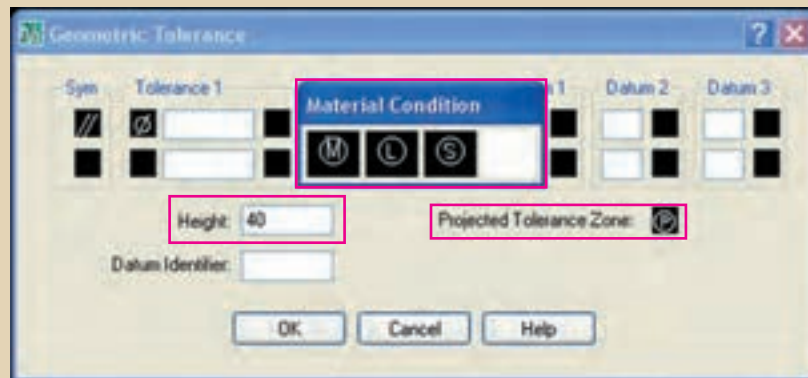 Geometric Tolerance
Sym Tolerance 1 Material Condition 1 Datum 2 Datum 3
// Ø Ⓜ Ⓛ Ⓢ
Height: 40 Projected Tolerance Zone: Ⓟ
Datum Identifier:
OK Cancel Help